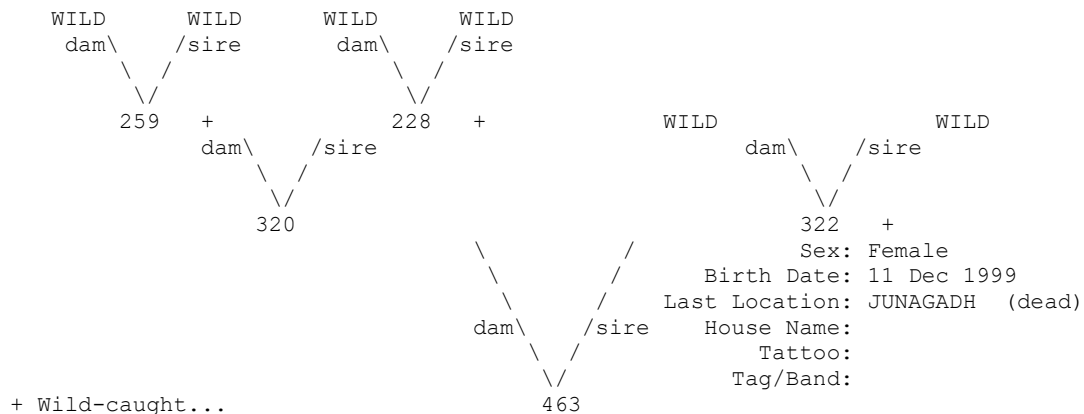 WILD WILD WILD WILD
dam\ /sire dam\ /sire
\ / \ /
\/ \/
259 + 228 + WILD WILD
dam\ /sire dam\ /sire
\ / \ /
\/ \/
320 322 +
\ / Sex: Female
\ / Birth Date: 11 Dec 1999
\ / Last Location: JUNAGADH (dead)
dam\ /sire House Name:
\ / Tattoo:
\/ Tag/Band:
+ Wild-caught... 463